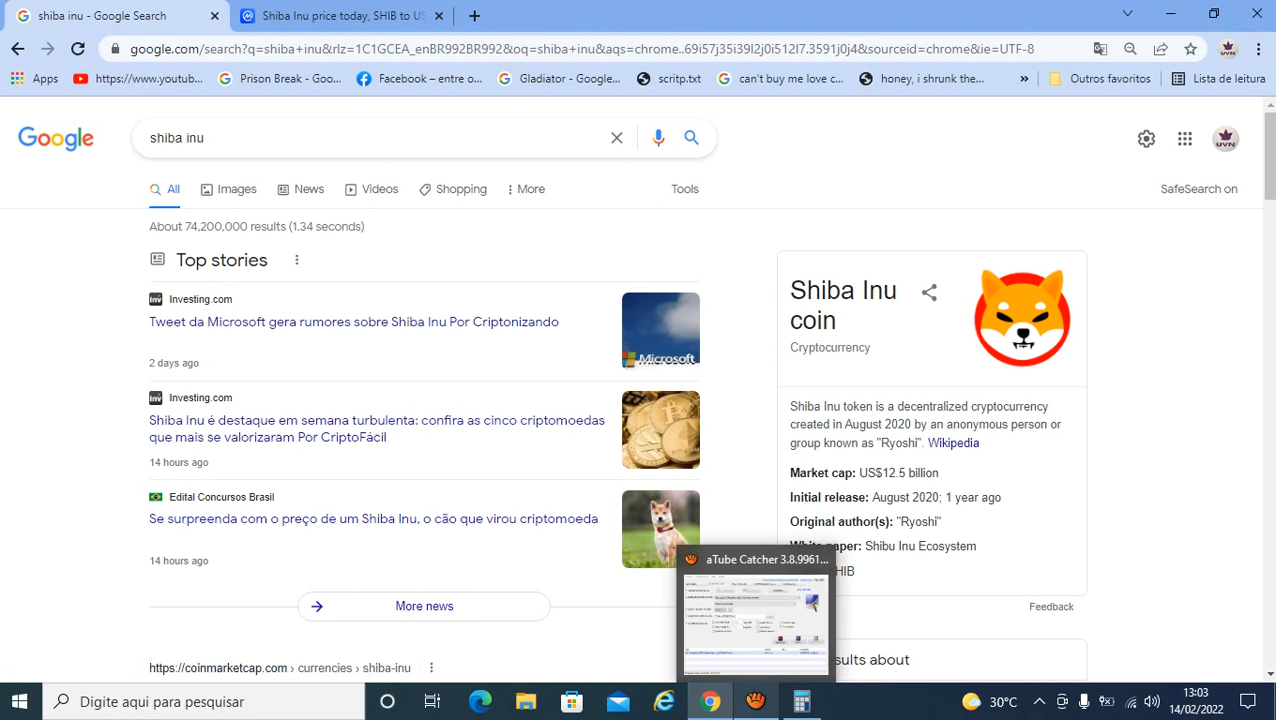 shiba inu - Google Search
Shiba Inu price today, SHIB to US
google.com/search?q=shiba+inu&rlz=1C1GCEA_enBR992BR992&oq=shiba+inu&aqs=chrome..69i57j35i39l2j0i512l7.3591j0j4&sourceid=chrome&ie=UTF-8
Apps
https://www.youtub...
Prison Break - Goo...
Facebook – entre o...
Gladiator - Google...
scritp.txt
can't buy me love c...
honey, i shrunk the...
»
Outros favoritos
Lista de leitura
Google
shiba inu
UVN
All
Images
News
Videos
Shopping
More
Tools
SafeSearch on
About 74,200,000 results (1.34 seconds)
Top stories
Inv Investing.com
Tweet da Microsoft gera rumores sobre Shiba Inu Por Criptonizando
2 days ago
Microsoft
Inv Investing.com
Shiba Inu é destaque em semana turbulenta: confira as cinco criptomoedas
que mais se valorizaram Por CriptoFácil
14 hours ago
Edital Concursos Brasil
Se surpreenda com o preço de um Shiba Inu, o cão que virou criptomoeda
14 hours ago
More news
Shiba Inu
coin
Cryptocurrency
Shiba Inu token is a decentralized cryptocurrency
created in August 2020 by an anonymous person or
group known as "Ryoshi". Wikipedia
Market cap: US$12.5 billion
Initial release: August 2020; 1 year ago
Original author(s): "Ryoshi"
White paper: Shibu Inu Ecosystem
HIB
Feedback
sults about
aTube Catcher 3.8.9961...
Digite aqui para pesquisar
30°C
13:03
14/02/2022